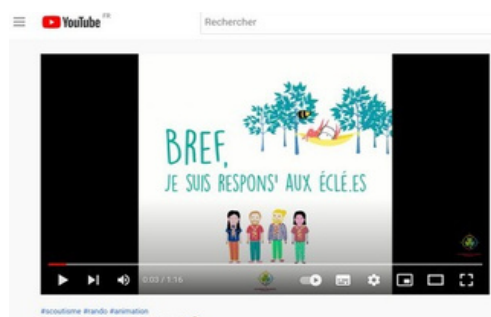 YouTube FR
Rechercher
BREF,
JE SUIS RESPONS' AUX ÉCLÉ.ES
0:03 / 1:16
#scoutisme #rando #animation